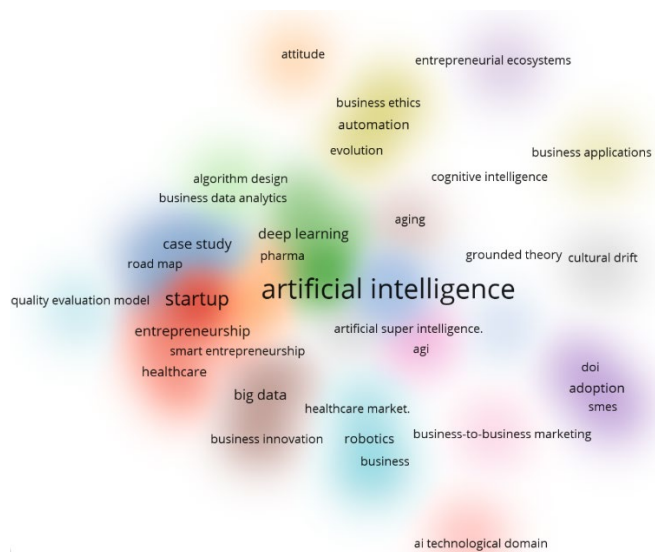 attitude
entrepreneurial ecosystems
business ethics
automation
evolution
business applications
cognitive intelligence
algorithm design
business data analytics
aging
deep learning
case study
pharma
road map
grounded theory
cultural drift
artificial intelligence
startup
quality evaluation model
entrepreneurship
artificial super intelligence.
smart entrepreneurship
agi
healthcare
doi
adoption
smes
big data
healthcare market.
business innovation
robotics
business-to-business marketing
business
ai technological domain